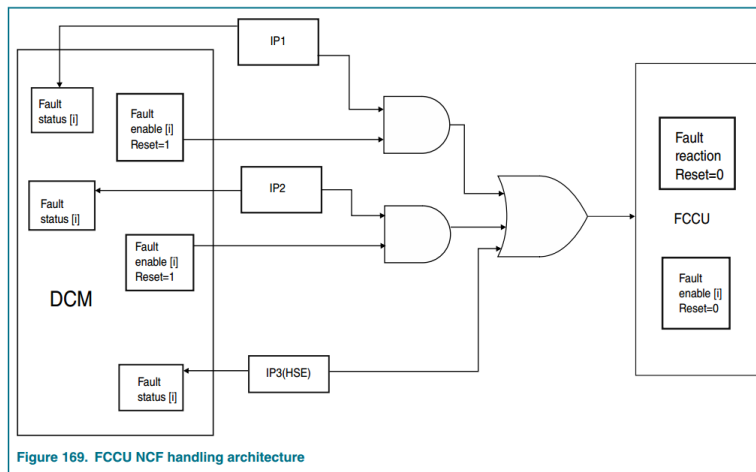 IP1
Fault
status [i]
Fault
enable [i]
Reset=1
IP2
Fault
status [i]
Fault
enable [i]
Reset=1
DCM
IP3(HSE)
Fault
status [i]
Fault
reaction
Reset=0
FCCU
Fault
enable [i]
Reset=0
Figure 169. FCCU NCF handling architecture